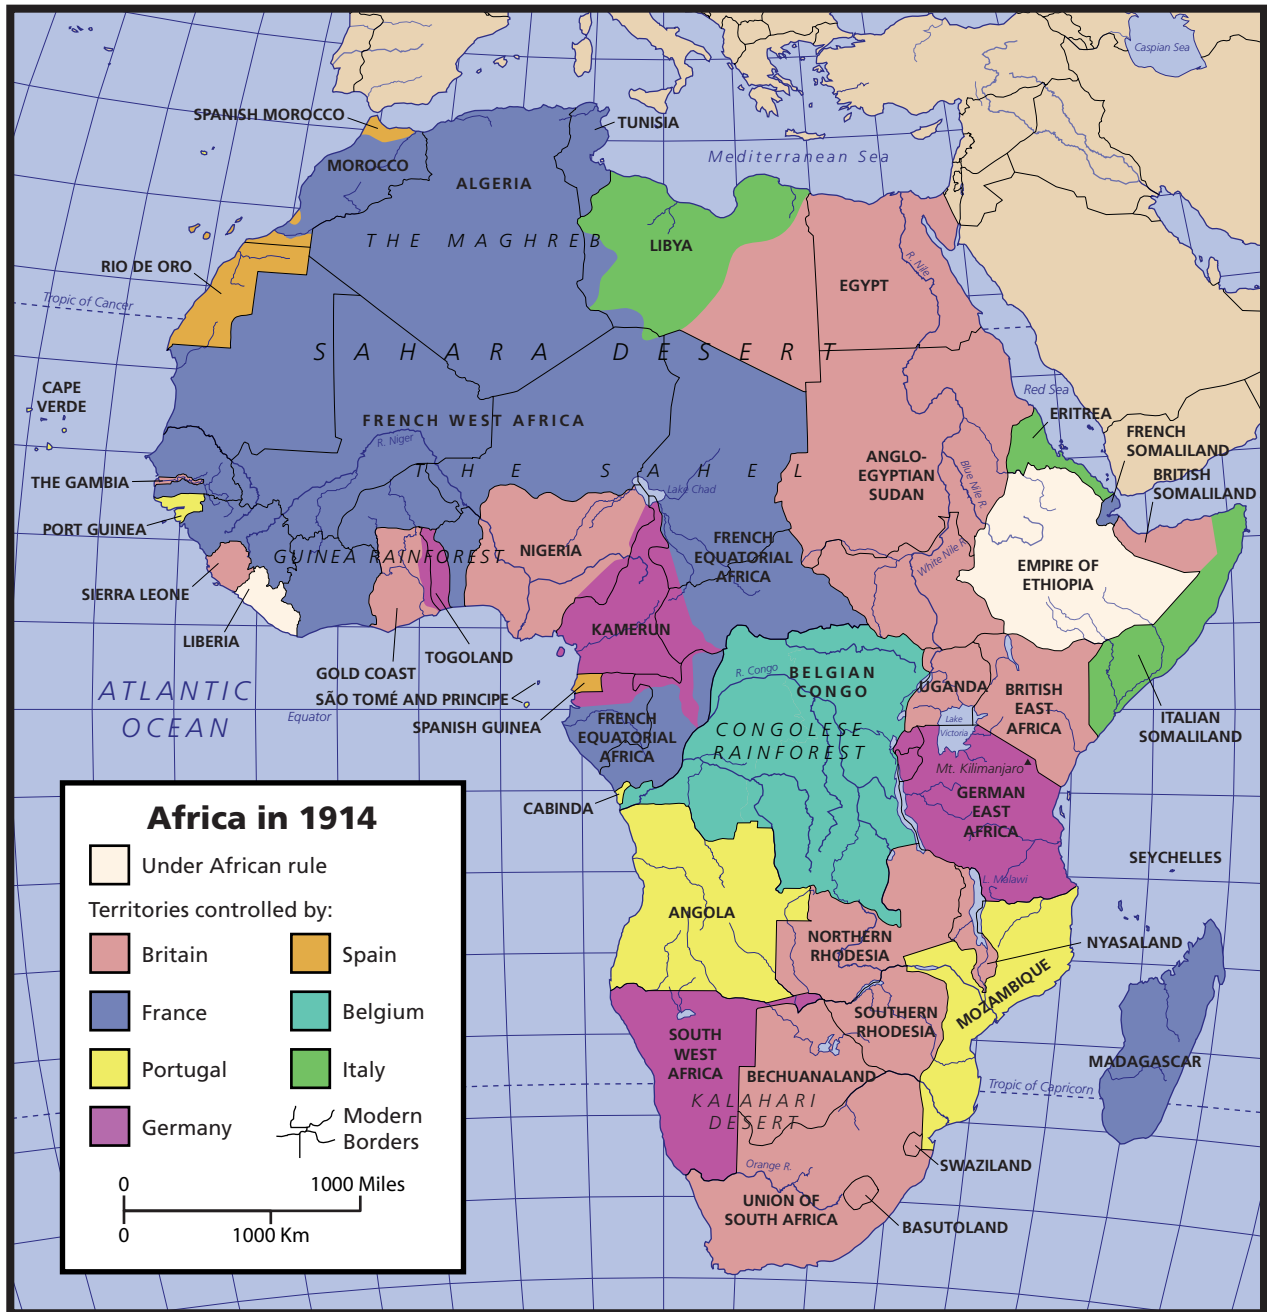 Caspian Sea
SPANISH MOROCCO
TUNISIA
Mediterranean Sea
MOROCCO
ALGERIA
THE MAGHREB
LIBYA
RIO DE ORO
R. Nile
EGYPT
Tropic of Cancer
SAHARA DESERT
CAPE
VERDE
Red Sea
ERITREA
FRENCH WEST AFRICA
R. Niger
FRENCH
SOMALILAND
BRITISH
SOMALILAND
ANGLO-
EGYPTIAN
SUDAN
Blue Nile R.
THE SAHEL
THE GAMBIA
Lake Chad
PORT GUINEA
GUINEA RAINFOREST
NIGERIA
FRENCH
EQUATORIAL
AFRICA
White Nile R.
EMPIRE OF
ETHIOPIA
SIERRA LEONE
LIBERIA
KAMERUN
TOGOLAND
GOLD COAST
SÃO TOMÉ AND PRINCIPE
SPANISH GUINEA
ATLANTIC
OCEAN
Equator
R. Congo
BELGIAN
CONGO
UGANDA
BRITISH
EAST
AFRICA
Lake
Victoria
ITALIAN
SOMALILAND
FRENCH
EQUATORIAL
AFRICA
CONGOLESE
RAINFOREST
Mt. Kilimanjaro
GERMAN
EAST
AFRICA
CABINDA
SEYCHELLES
L. Malawi
ANGOLA
NORTHERN
RHODESIA
NYASALAND
MOZAMBIQUE
SOUTHERN
RHODESIA
SOUTH
WEST
AFRICA
BECHUANALAND
MADAGASCAR
Tropic of Capricorn
KALAHARI
DESERT
SWAZILAND
Orange R.
UNION OF
SOUTH AFRICA
BASUTOLAND
Africa in 1914
Under African rule
Territories controlled by:
Britain
Spain
France
Belgium
Portugal
Italy
Germany
Modern
Borders
0 1000 Miles
0 1000 Km